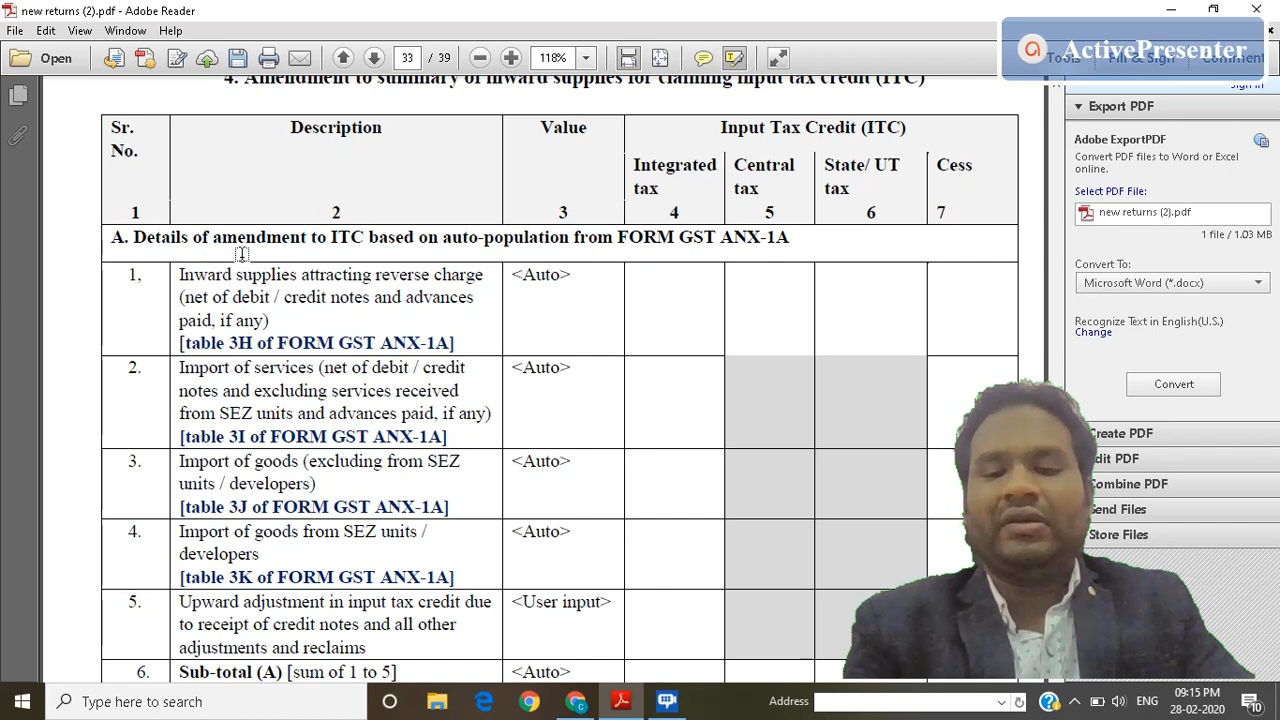 new returns (2).pdf - Adobe Reader
File Edit View Window Help
ActivePresenter
Open 33 / 39 118% Tools Fill & Sign Comment
Sign In
4. Amendment to summary of inward supplies for claiming input tax credit (ITC)
Sr. No. Description Value Input Tax Credit (ITC)
Integrated tax Central tax State/ UT tax Cess
1 2 3 4 5 6 7
A. Details of amendment to ITC based on auto-population from FORM GST ANX-1A
1, Inward supplies attracting reverse charge <Auto>
(net of debit / credit notes and advances
paid, if any)
[table 3H of FORM GST ANX-1A]
2. Import of services (net of debit / credit <Auto>
notes and excluding services received
from SEZ units and advances paid, if any)
[table 3I of FORM GST ANX-1A]
3. Import of goods (excluding from SEZ <Auto>
units / developers)
[table 3J of FORM GST ANX-1A]
4. Import of goods from SEZ units / <Auto>
developers
[table 3K of FORM GST ANX-1A]
5. Upward adjustment in input tax credit due <User input>
to receipt of credit notes and all other
adjustments and reclaims
6. Sub-total (A) [sum of 1 to 5] <Auto>
Export PDF
Adobe ExportPDF
Convert PDF files to Word or Excel
online.
Select PDF File:
new returns (2).pdf
1 file / 1.03 MB
Convert To:
Microsoft Word (*.docx)
Recognize Text in English(U.S.)
Change
Convert
Create PDF
Edit PDF
Combine PDF
Send Files
Store Files
Type here to search
Address
ENG
09:15 PM
28-02-2020
10